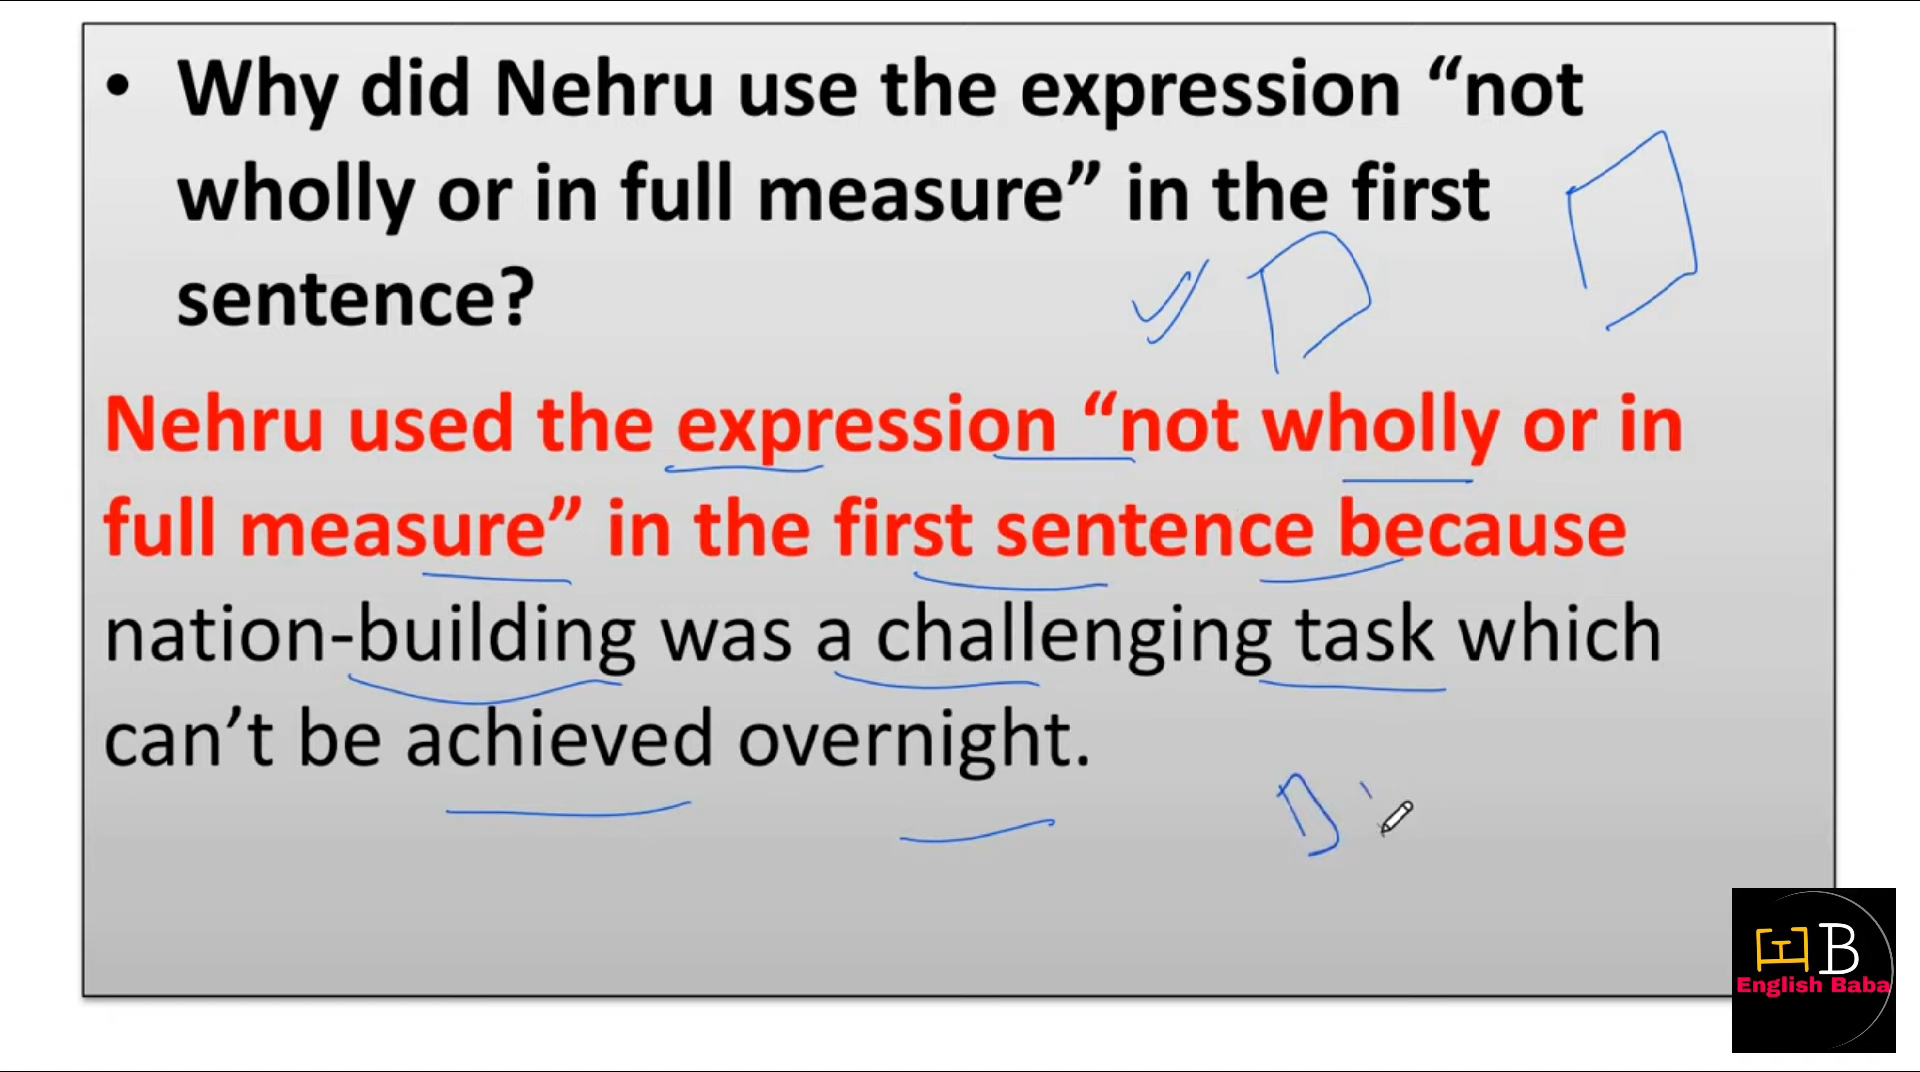 • Why did Nehru use the expression “not
wholly or in full measure” in the first
sentence?
Nehru used the expression “not wholly or in
full measure” in the first sentence because
nation-building was a challenging task which
can’t be achieved overnight.
B
English Baba